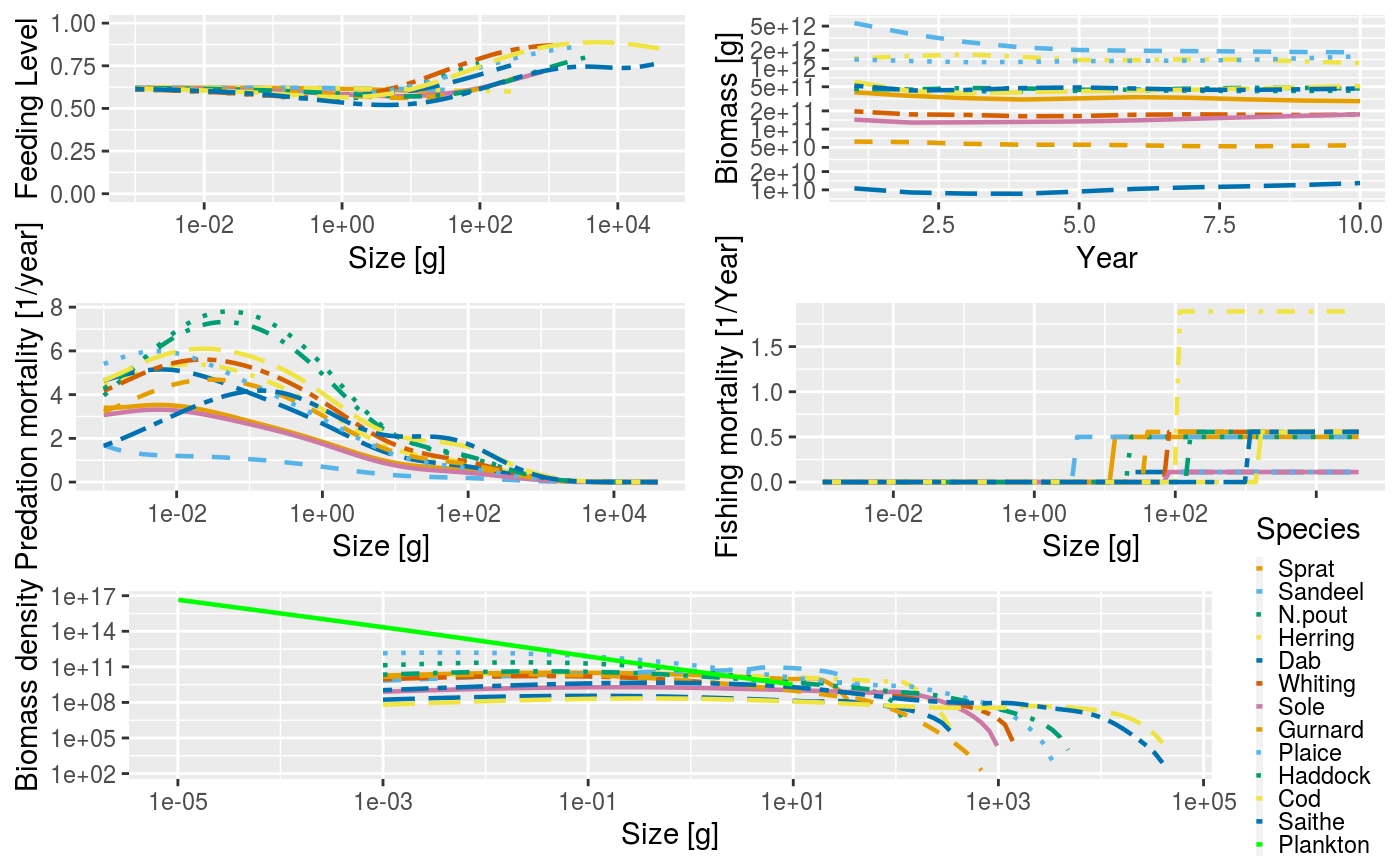 Feeding Level
1.00
0.75
0.50
0.25
0.00
1e-02 1e+00 1e+02 1e+04
Size [g]
Biomass [g]
5e+12
2e+12
1e+12
5e+11
2e+11
1e+11
5e+10
2e+10
1e+10
2.5 5.0 7.5 10.0
Year
Predation mortality [1/year]
8
6
4
2
0
1e-02 1e+00 1e+02 1e+04
Size [g]
Fishing mortality [1/Year]
1.5
1.0
0.5
0.0
1e-02 1e+00 1e+02
Size [g]
Biomass density
1e+17
1e+14
1e+11
1e+08
1e+05
1e+02
1e-05 1e-03 1e-01 1e+01 1e+03 1e+05
Size [g]
Species
Sprat
Sandeel
N.pout
Herring
Dab
Whiting
Sole
Gurnard
Plaice
Haddock
Cod
Saithe
Plankton